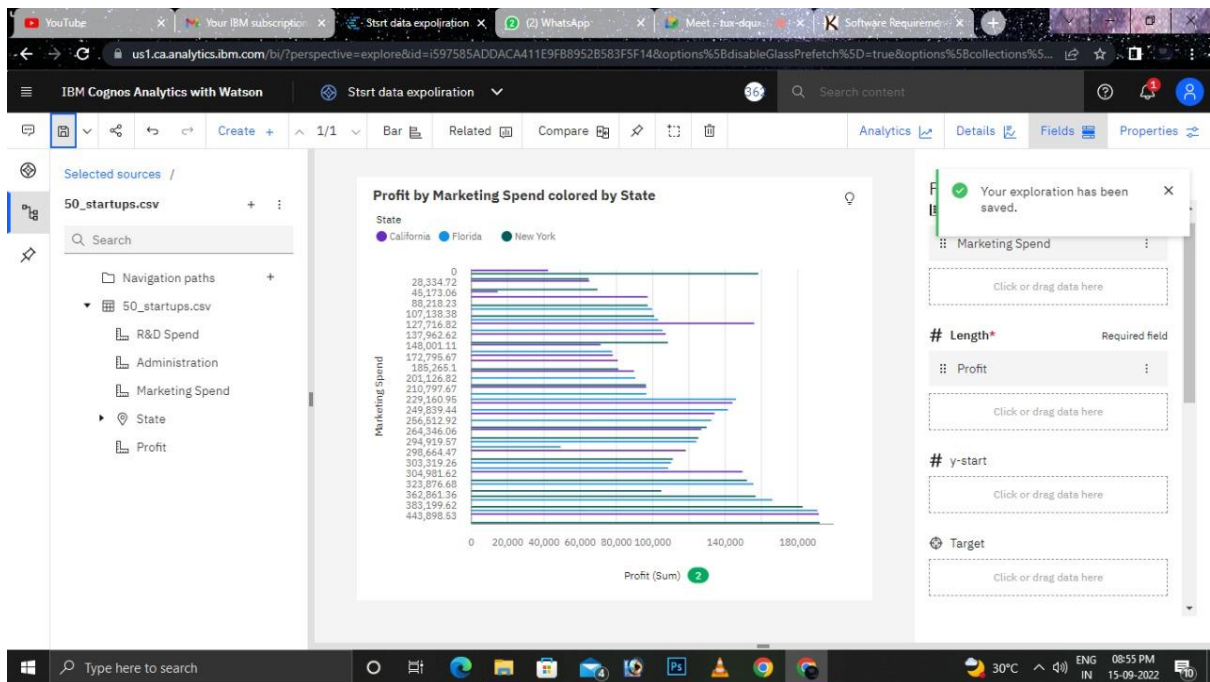 YouTube
Your IBM subscription
Stsrt data expoliration
(2) WhatsApp
Meet - tux-dqux-
Software Requireme
us1.ca.analytics.ibm.com/bi/?perspective=explore&id=i597585ADDACA411E9FB8952B583F5F14&options%5BdisableGlassPrefetch%5D=true&options%5Bcollections%5...
IBM Cognos Analytics with Watson
Stsrt data expoliration
362
Search content
1
Create +
1/1
Bar
Related
Compare
Analytics
Details
Fields
Properties
Selected sources /
50_startups.csv
Search
Navigation paths
50_startups.csv
R&D Spend
Administration
Marketing Spend
State
Profit
Profit by Marketing Spend colored by State
State
California Florida New York
Marketing Spend
0
28,334.72
45,173.06
88,218.23
107,138.38
127,716.82
137,962.62
148,001.11
172,795.67
185,265.1
201,126.82
210,797.67
229,160.95
249,839.44
256,512.92
264,346.06
294,919.57
298,664.47
303,319.26
304,981.62
323,876.68
362,861.36
383,199.62
443,898.53
0 20,000 40,000 60,000 80,000 100,000 140,000 180,000
Profit (Sum) 2
Your exploration has been
saved.
Marketing Spend
Click or drag data here
# Length* Required field
Profit
Click or drag data here
# y-start
Click or drag data here
Target
Click or drag data here
Type here to search
4
Ps
30°C
ENG
IN
08:55 PM
15-09-2022
10